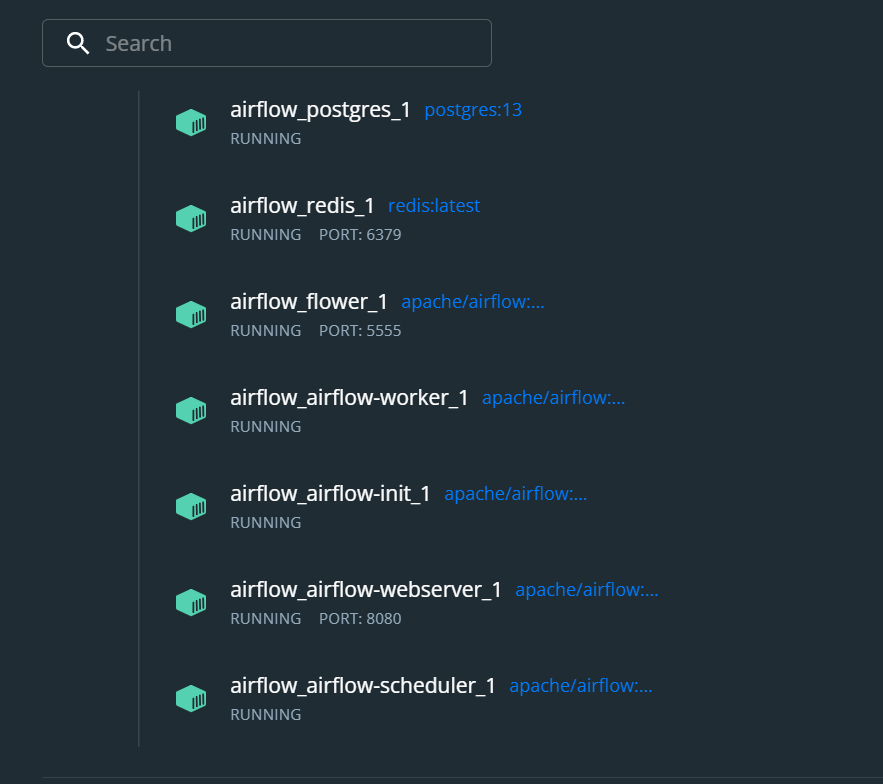 Search
airflow_postgres_1 postgres:13
RUNNING
airflow_redis_1 redis:latest
RUNNING PORT: 6379
airflow_flower_1 apache/airflow:...
RUNNING PORT: 5555
airflow_airflow-worker_1 apache/airflow:...
RUNNING
airflow_airflow-init_1 apache/airflow:...
RUNNING
airflow_airflow-webserver_1 apache/airflow:...
RUNNING PORT: 8080
airflow_airflow-scheduler_1 apache/airflow:...
RUNNING